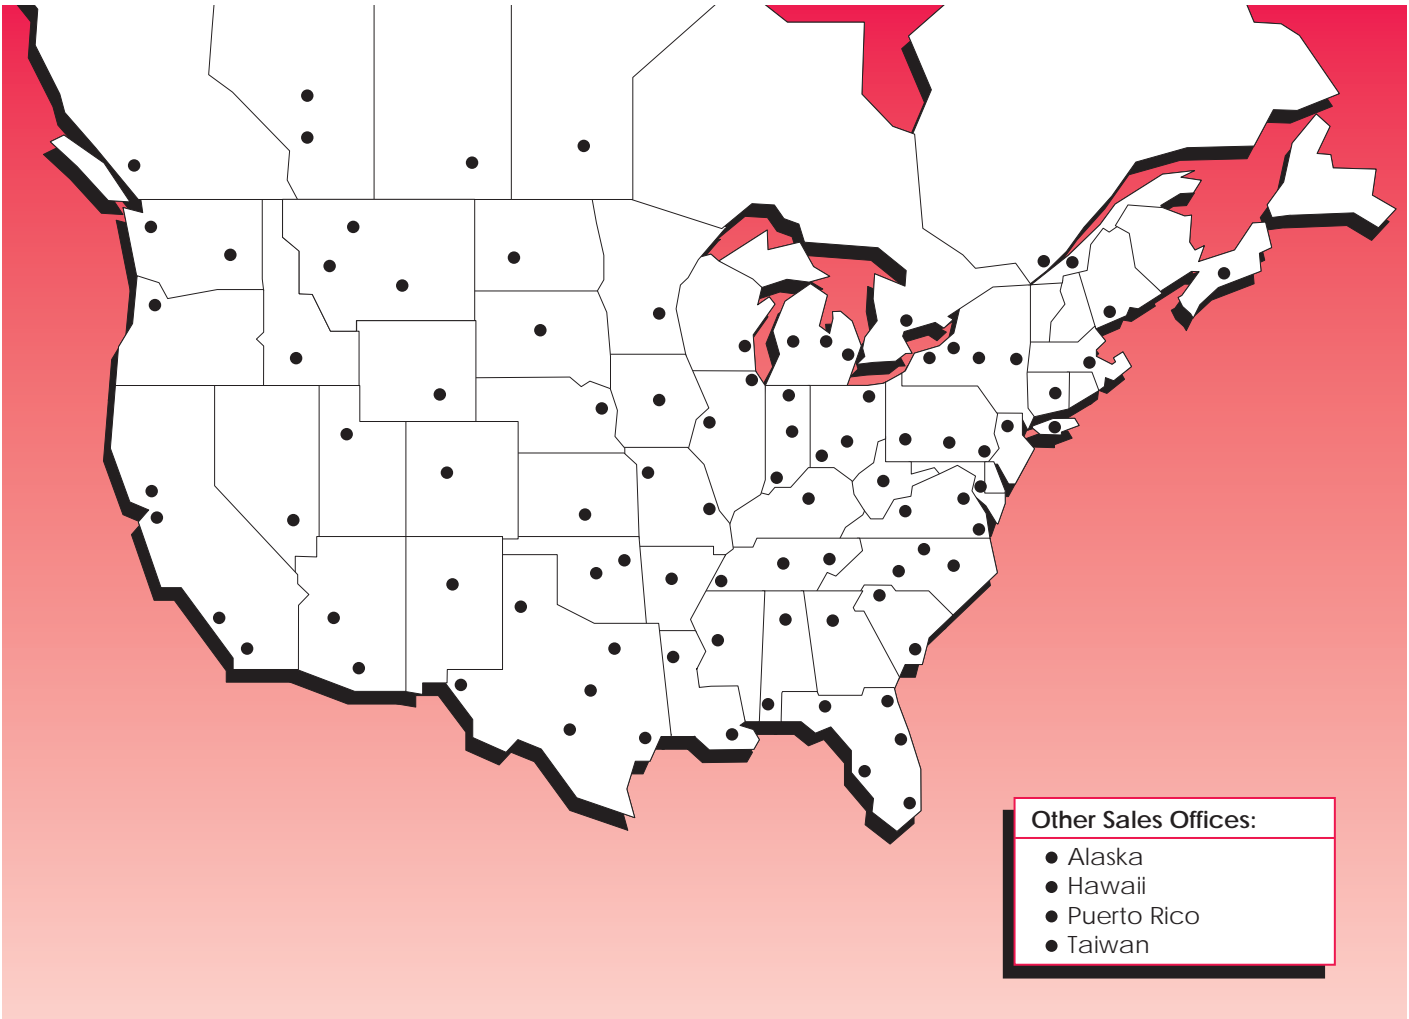 Other Sales Offices:
● Alaska
● Hawaii
● Puerto Rico
● Taiwan